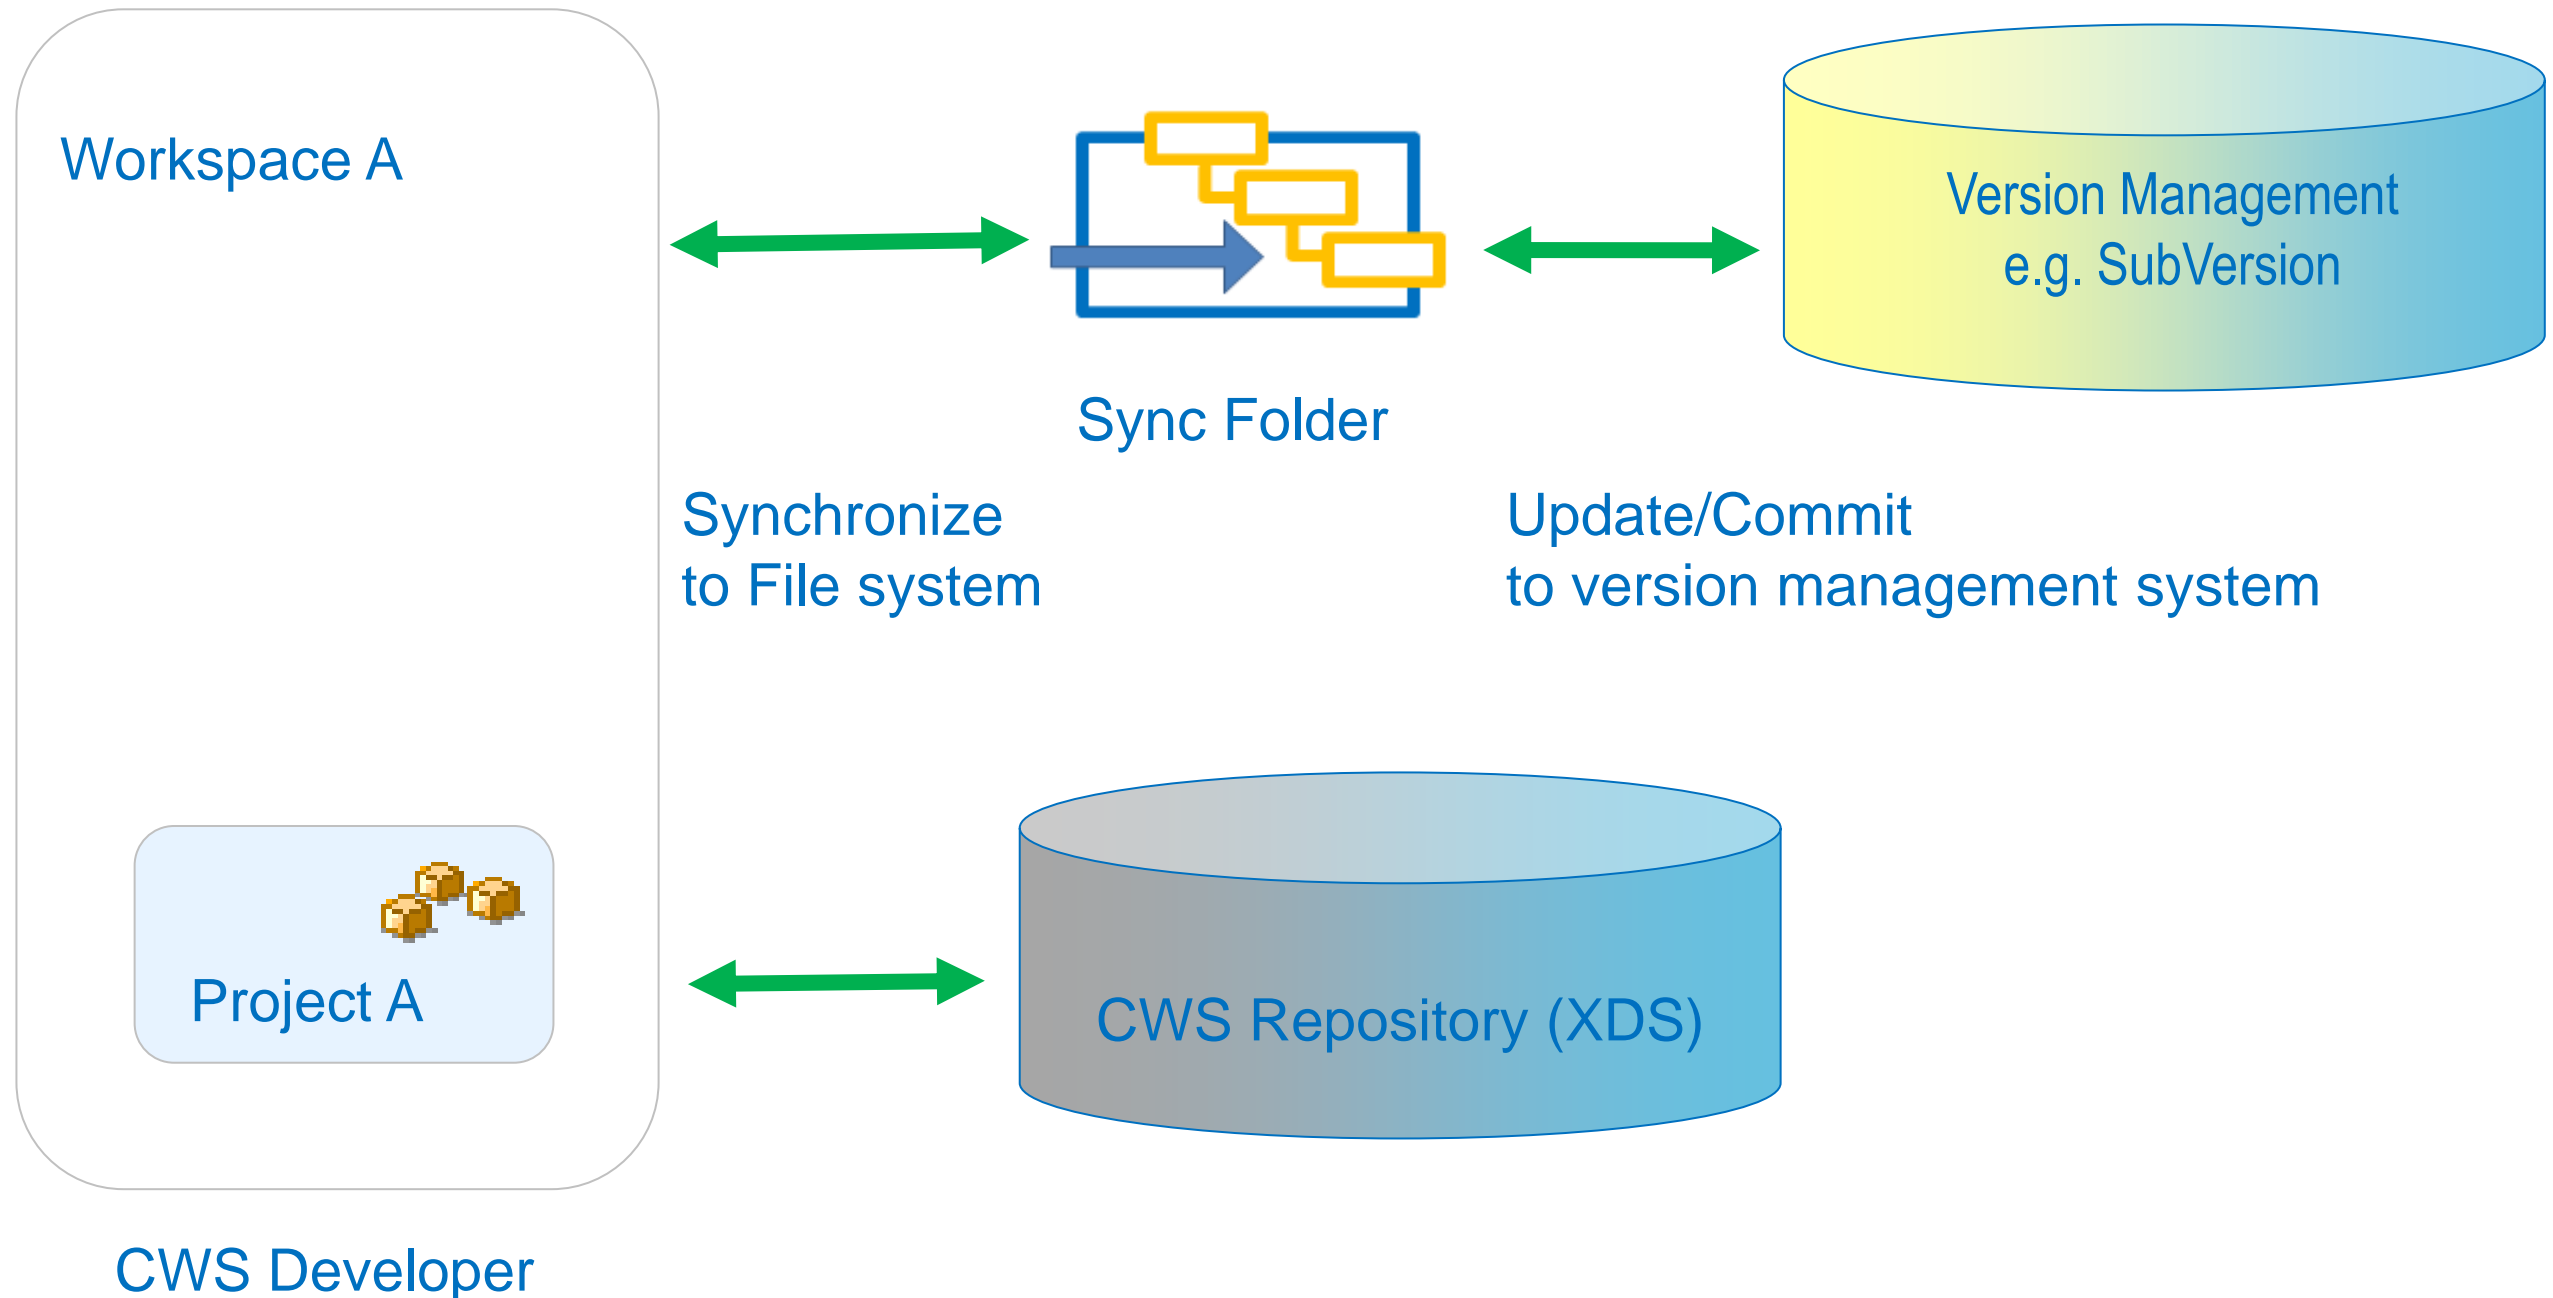 Workspace A
Version Management
e.g. SubVersion
Sync Folder
Synchronize
to File system
Update/Commit
to version management system
Project A
CWS Repository (XDS)
CWS Developer